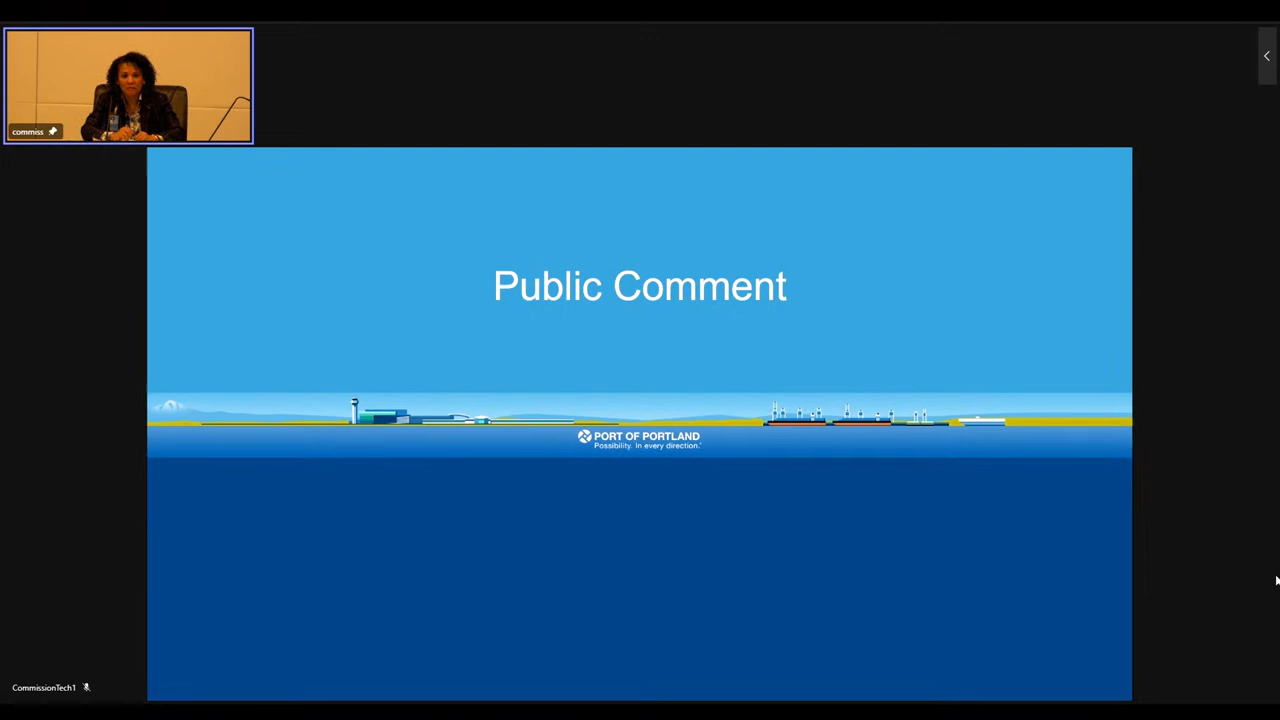 commiss
Public Comment
PORT OF PORTLAND
Possibility. In every direction.
CommissionTech1